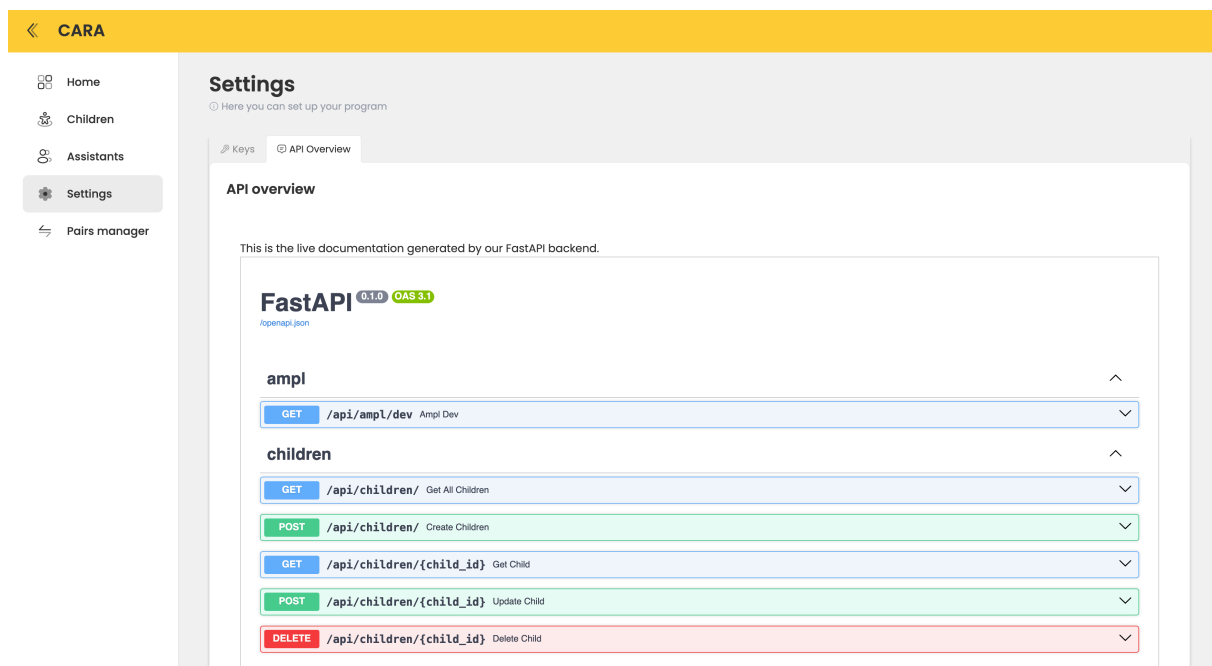 CARA
Home
Children
Assistants
Settings
Pairs manager
Settings
Here you can set up your program
Keys
API Overview
API overview
This is the live documentation generated by our FastAPI backend.
FastAPI 0.1.0 OAS 3.1
/openapi.json
ampl
GET /api/ampl/dev Ampl Dev
children
GET /api/children/ Get All Children
POST /api/children/ Create Children
GET /api/children/{child_id} Get Child
POST /api/children/{child_id} Update Child
DELETE /api/children/{child_id} Delete Child